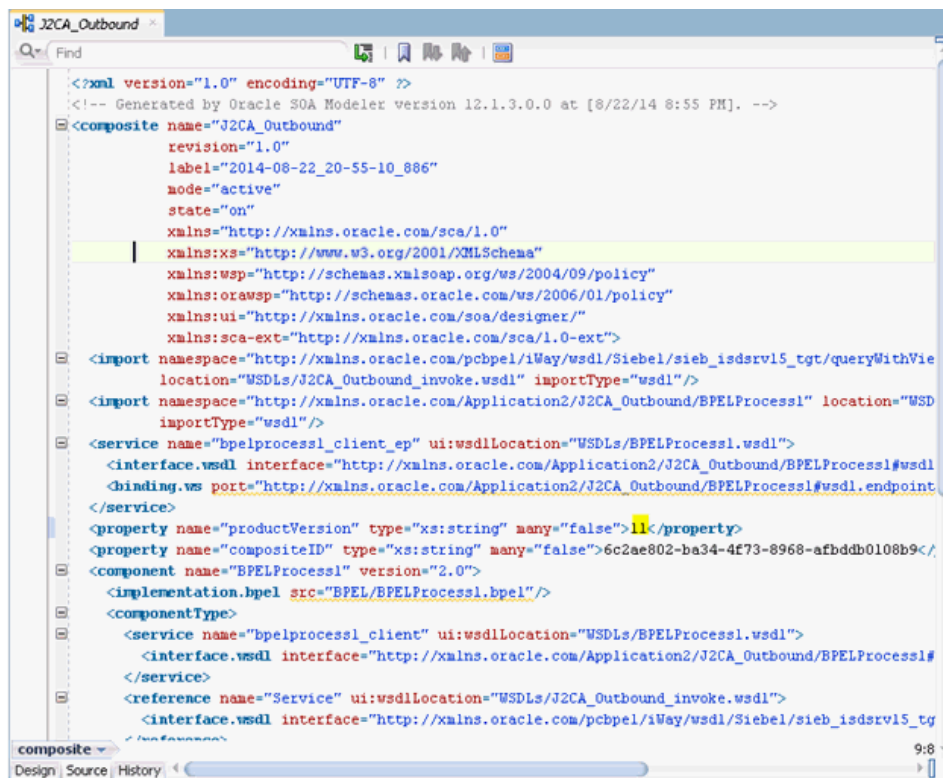 J2CA_Outbound
Find
<?xml version="1.0" encoding="UTF-8" ?>
<!-- Generated by Oracle SOA Modeler version 12.1.3.0.0 at [8/22/14 8:55 PM]. -->
<composite name="J2CA_Outbound"
revision="1.0"
label="2014-08-22_20-55-10_886"
mode="active"
state="on"
xmlns="http://xmlns.oracle.com/sca/1.0"
xmlns:xs="http://www.w3.org/2001/XMLSchema"
xmlns:wsp="http://schemas.xmlsoap.org/ws/2004/09/policy"
xmlns:orawsp="http://schemas.oracle.com/ws/2006/01/policy"
xmlns:ui="http://xmlns.oracle.com/soa/designer/"
xmlns:sca-ext="http://xmlns.oracle.com/sca/1.0-ext">
<import namespace="http://xmlns.oracle.com/pcbpel/iWay/wsdl/Siebel/sieb_isdsrv15_tgt/queryWithVie
location="WSDLs/J2CA_Outbound_invoke.wsdl" importType="wsdl"/>
<import namespace="http://xmlns.oracle.com/Application2/J2CA_Outbound/BPELProcess1" location="WSD
importType="wsdl"/>
<service name="bpelprocess1_client_ep" ui:wsdlLocation="WSDLs/BPELProcess1.wsdl">
<interface.wsdl interface="http://xmlns.oracle.com/Application2/J2CA_Outbound/BPELProcess1#wsdl
<binding.ws port="http://xmlns.oracle.com/Application2/J2CA_Outbound/BPELProcess1#wsdl.endpoint
</service>
<property name="productVersion" type="xs:string" many="false">11</property>
<property name="compositeID" type="xs:string" many="false">6c2ae802-ba34-4f73-8968-afbddb0108b9</
<component name="BPELProcess1" version="2.0">
<implementation.bpel src="BPEL/BPELProcess1.bpel"/>
<componentType>
<service name="bpelprocess1_client" ui:wsdlLocation="WSDLs/BPELProcess1.wsdl">
<interface.wsdl interface="http://xmlns.oracle.com/Application2/J2CA_Outbound/BPELProcess1#
</service>
<reference name="Service" ui:wsdlLocation="WSDLs/J2CA_Outbound_invoke.wsdl">
<interface.wsdl interface="http://xmlns.oracle.com/pcbpel/iWay/wsdl/Siebel/sieb_isdsrv15_tg
</reference>
composite 9:8
Design Source History